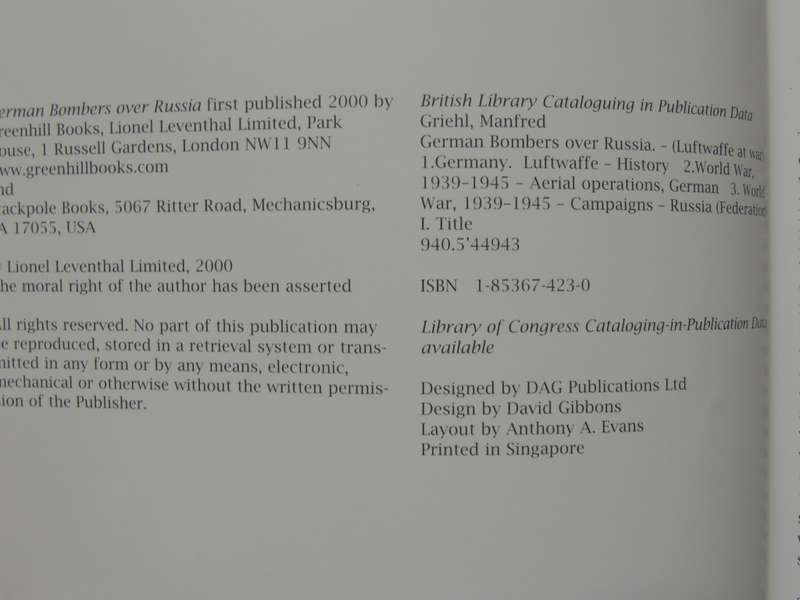 erman Bombers over Russia first published 2000 by
reenhill Books, Lionel Leventhal Limited, Park
ouse, 1 Russell Gardens, London NW11 9NN
ww.greenhillbooks.com
nd
tackpole Books, 5067 Ritter Road, Mechanicsburg,
A 17055, USA
Lionel Leventhal Limited, 2000
he moral right of the author has been asserted
ll rights reserved. No part of this publication may
e reproduced, stored in a retrieval system or trans-
mitted in any form or by any means, electronic,
mechanical or otherwise without the written permis-
sion of the Publisher.
British Library Cataloguing in Publication Data
Griehl, Manfred
German Bombers over Russia. – (Luftwaffe at war)
1.Germany. Luftwaffe – History 2.World War,
1939–1945 – Aerial operations, German 3. World
War, 1939–1945 – Campaigns – Russia (Federation)
I. Title
940.5'44943
ISBN 1-85367-423-0
Library of Congress Cataloging-in-Publication Data
available
Designed by DAG Publications Ltd
Design by David Gibbons
Layout by Anthony A. Evans
Printed in Singapore